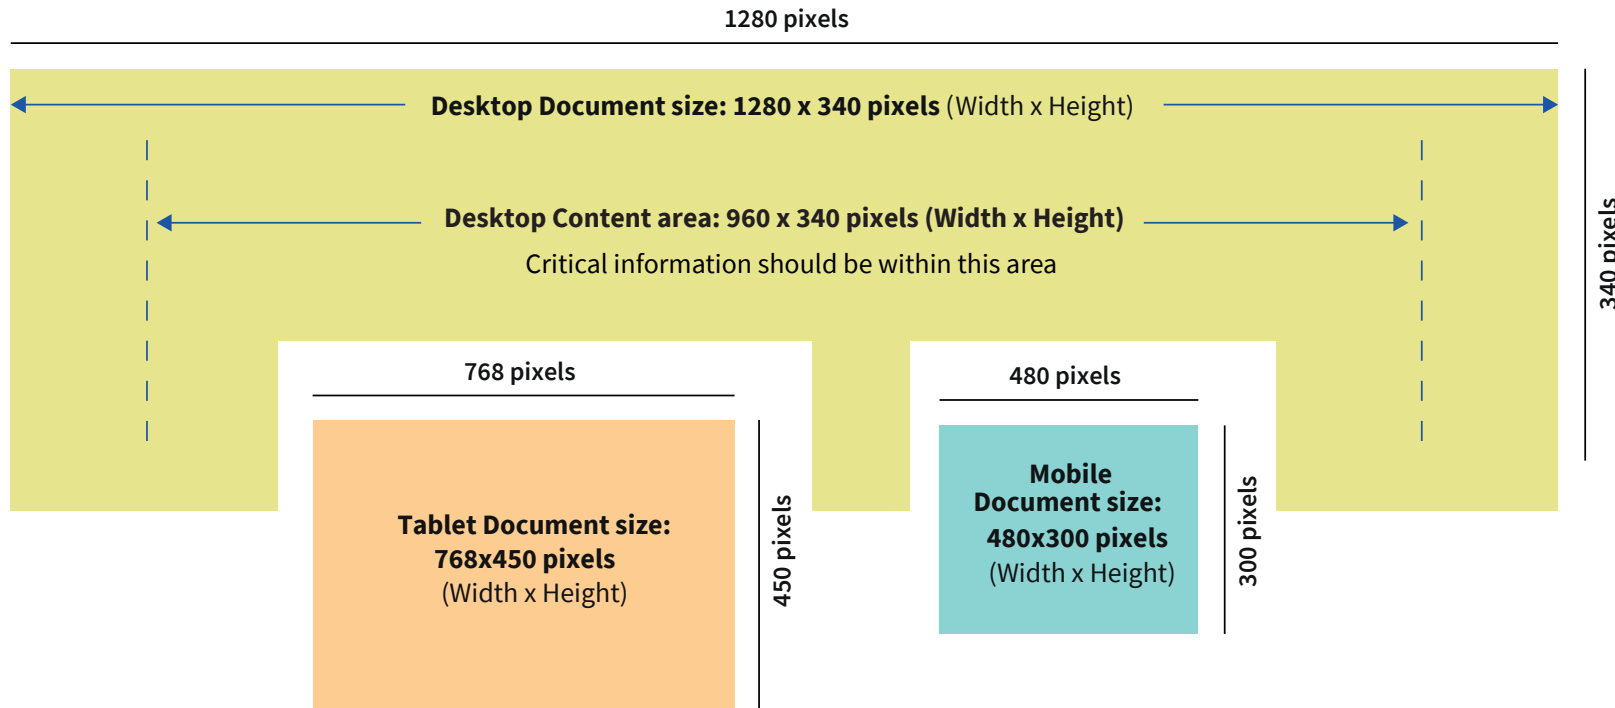 1280 pixels
Desktop Document size: 1280 x 340 pixels (Width x Height)
Desktop Content area: 960 x 340 pixels (Width x Height)
Critical information should be within this area
340 pixels
768 pixels
Tablet Document size:
768x450 pixels
(Width x Height)
450 pixels
480 pixels
Mobile
Document size:
480x300 pixels
(Width x Height)
300 pixels